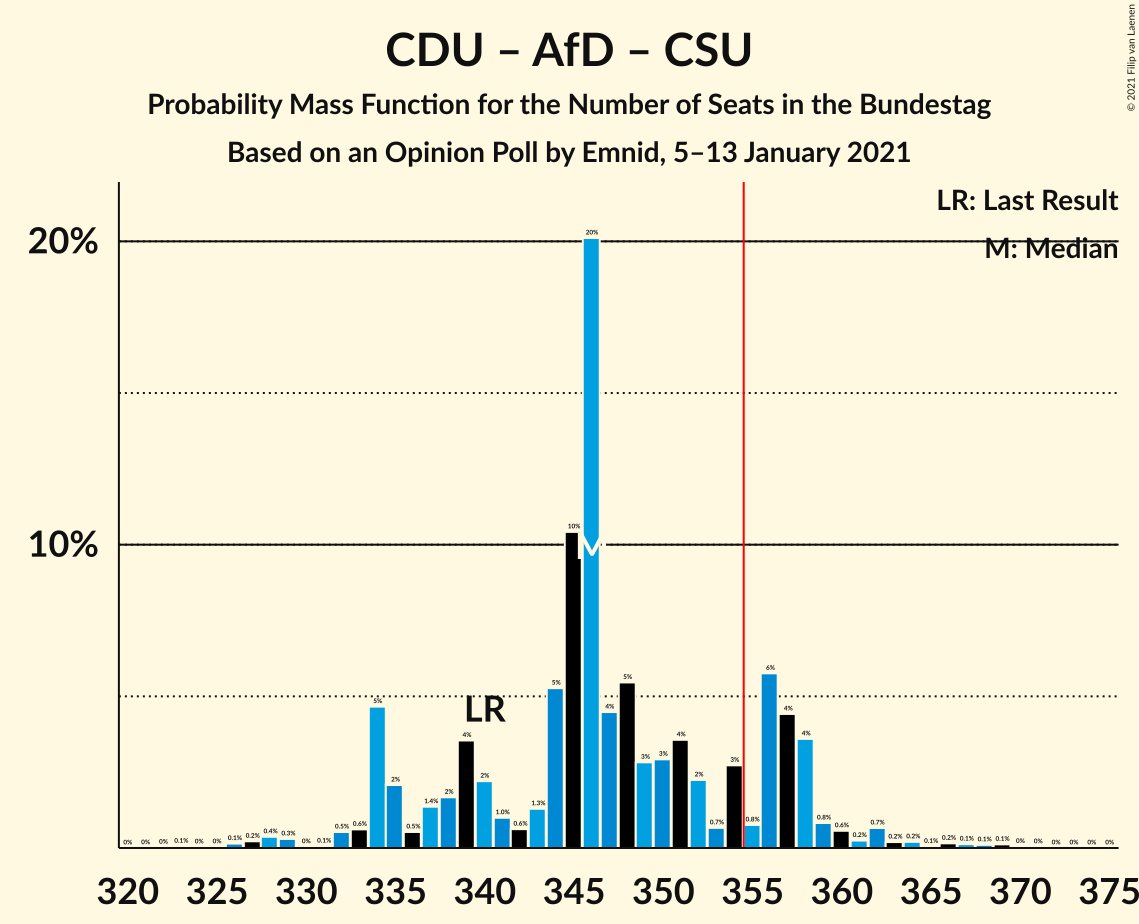 CDU – AfD – CSU
Probability Mass Function for the Number of Seats in the Bundestag
Based on an Opinion Poll by Emnid, 5–13 January 2021
© 2021 Filip van Laenen
LR: Last Result
M: Median
20%
10%
LR
M
0% 0% 0% 0.1% 0% 0% 0.1% 0.2% 0.4% 0.3% 0% 0.1% 0.5% 0.6% 5% 2% 0.5% 1.4% 2% 4% 2% 1.0% 0.6% 1.3% 5% 10% 20% 4% 5% 3% 3% 4% 2% 0.7% 3% 0.8% 6% 4% 4% 0.8% 0.6% 0.2% 0.7% 0.2% 0.2% 0.1% 0.2% 0.1% 0.1% 0.1% 0% 0% 0% 0% 0% 0%
320 325 330 335 340 345 350 355 360 365 370 375